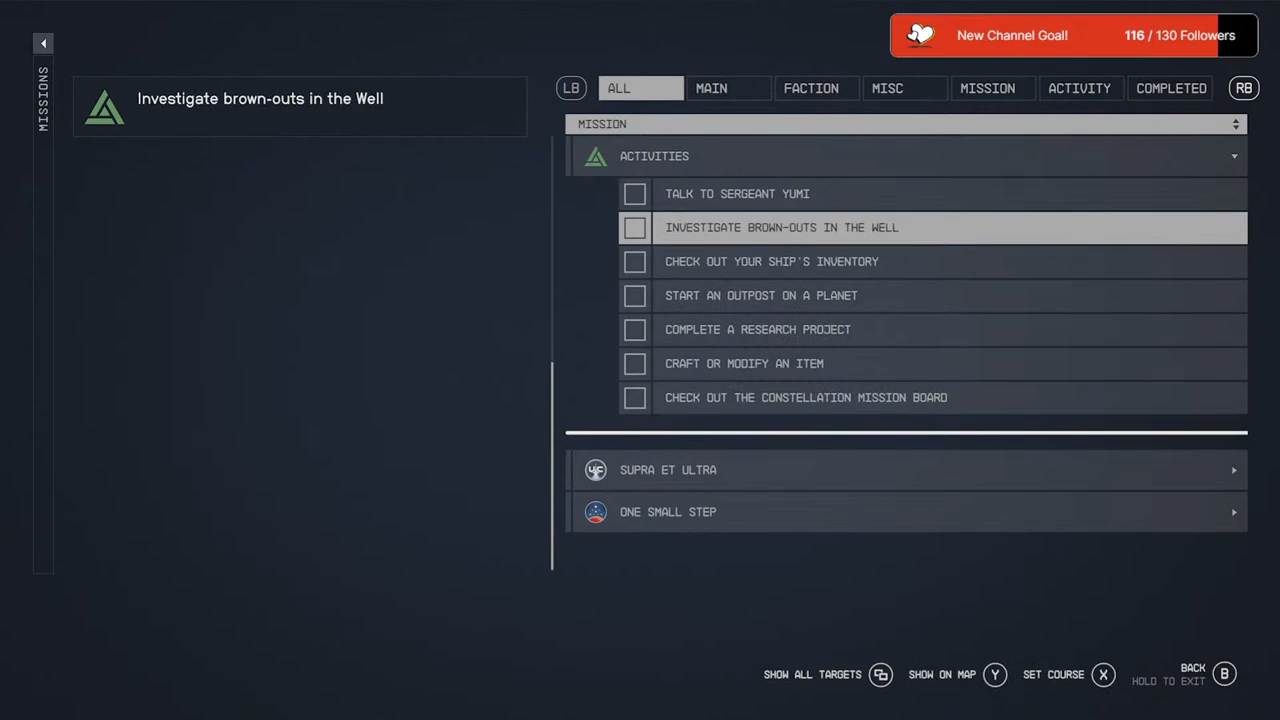 New Channel Goal!
116 / 130 Followers
MISSIONS
Investigate brown-outs in the Well
LB
ALL
MAIN
FACTION
MISC
MISSION
ACTIVITY
COMPLETED
RB
MISSION
ACTIVITIES
TALK TO SERGEANT YUMI
INVESTIGATE BROWN-OUTS IN THE WELL
CHECK OUT YOUR SHIP'S INVENTORY
START AN OUTPOST ON A PLANET
COMPLETE A RESEARCH PROJECT
CRAFT OR MODIFY AN ITEM
CHECK OUT THE CONSTELLATION MISSION BOARD
UC
SUPRA ET ULTRA
ONE SMALL STEP
SHOW ALL TARGETS
SHOW ON MAP Y
SET COURSE X
BACK B
HOLD TO EXIT